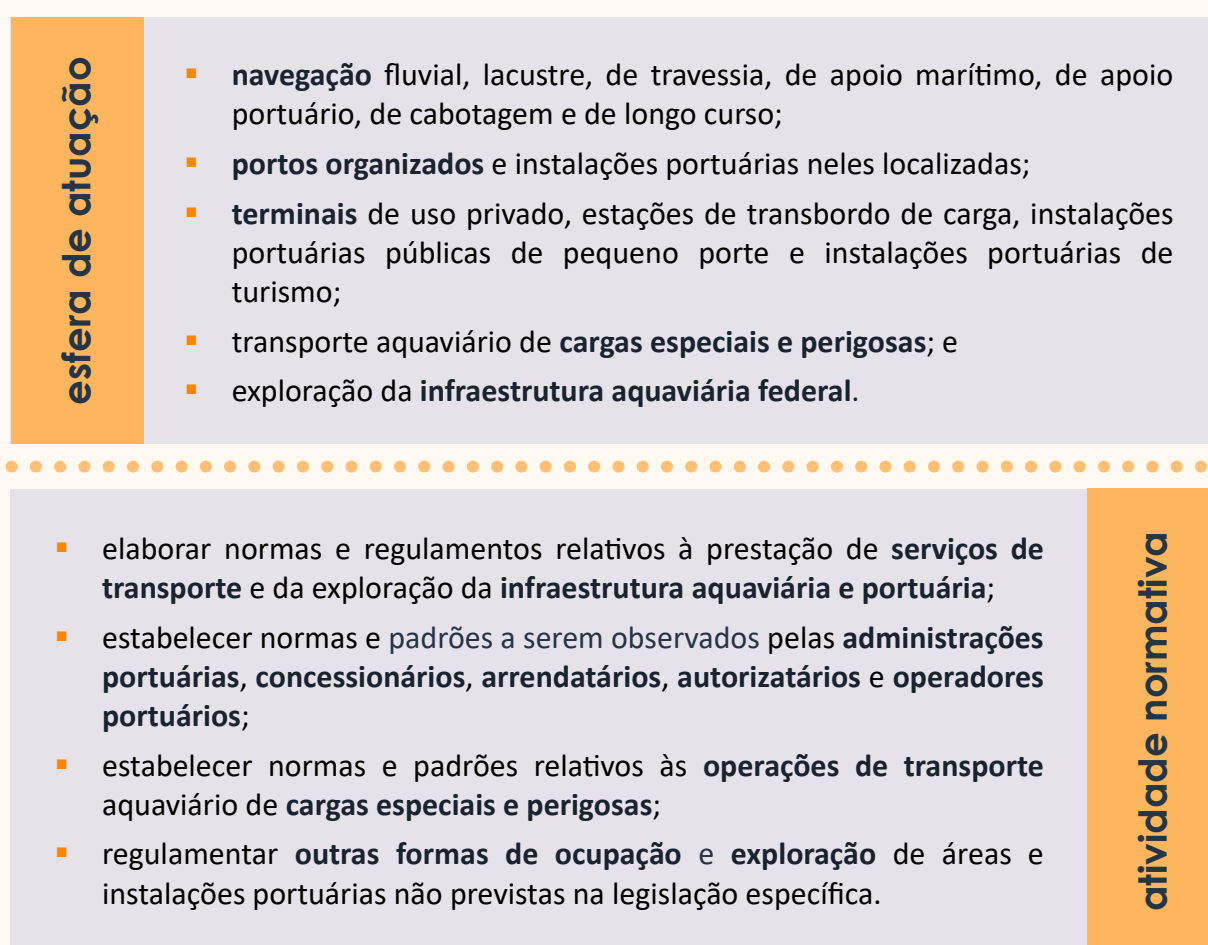 esfera de atuação
▪ navegação fluvial, lacustre, de travessia, de apoio marítimo, de apoio
portuário, de cabotagem e de longo curso;
▪ portos organizados e instalações portuárias neles localizadas;
▪ terminais de uso privado, estações de transbordo de carga, instalações
portuárias públicas de pequeno porte e instalações portuárias de
turismo;
▪ transporte aquaviário de cargas especiais e perigosas; e
▪ exploração da infraestrutura aquaviária federal.
▪ elaborar normas e regulamentos relativos à prestação de serviços de
transporte e da exploração da infraestrutura aquaviária e portuária;
▪ estabelecer normas e padrões a serem observados pelas administrações
portuárias, concessionários, arrendatários, autorizatários e operadores
portuários;
▪ estabelecer normas e padrões relativos às operações de transporte
aquaviário de cargas especiais e perigosas;
▪ regulamentar outras formas de ocupação e exploração de áreas e
instalações portuárias não previstas na legislação específica.
atividade normativa